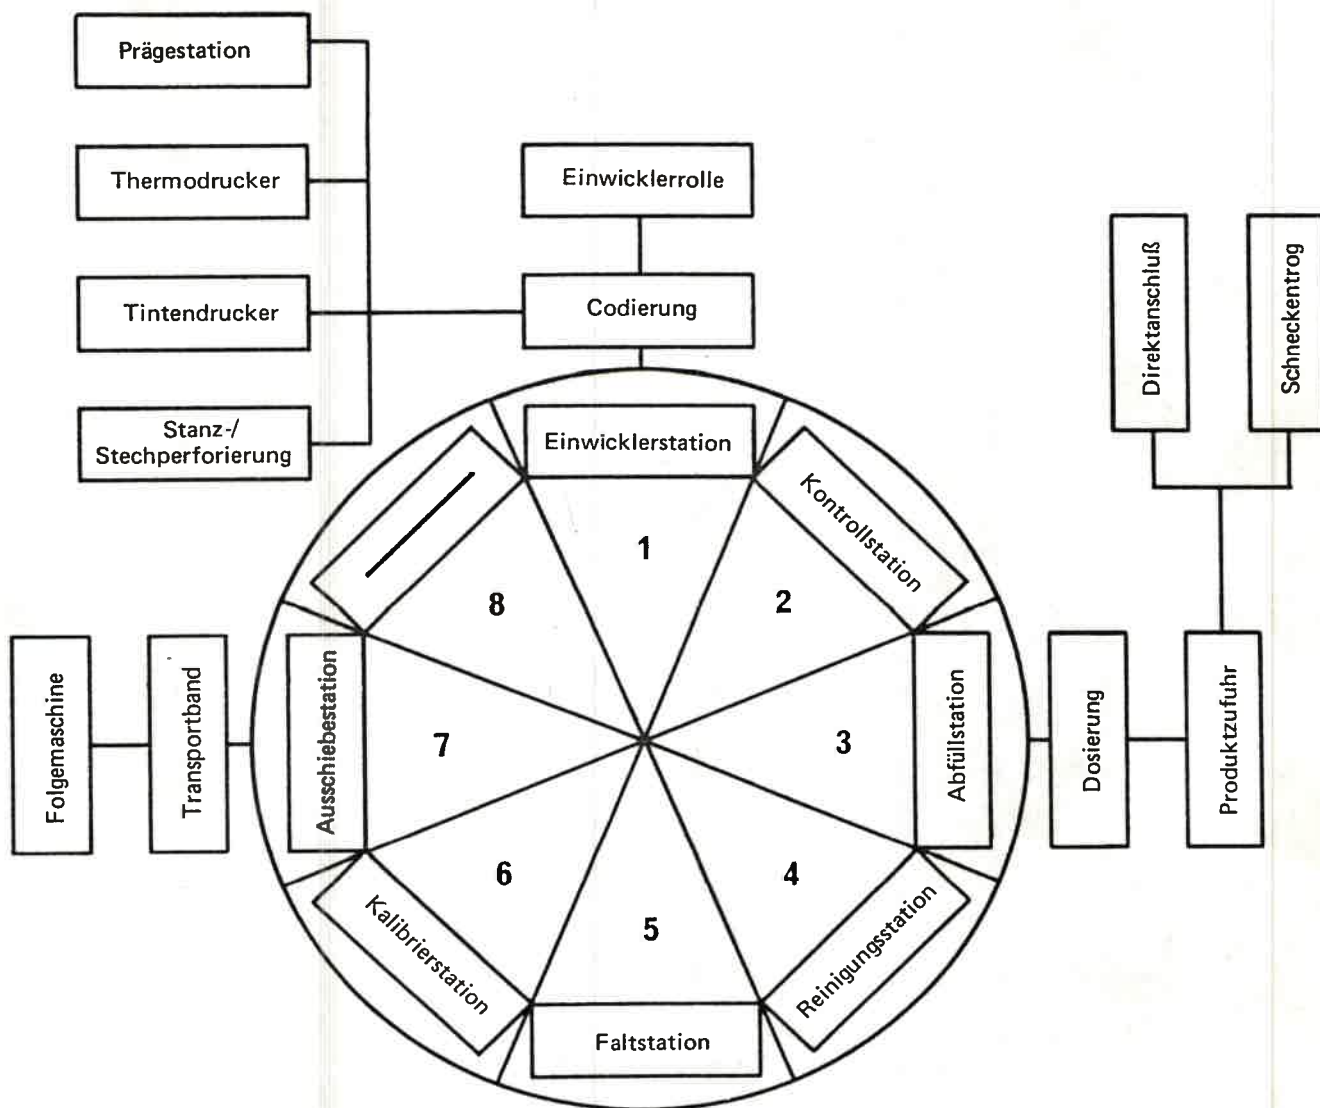 Prägestation
Thermodrucker
Tintendrucker
Stanz-/
Stechperforierung
Einwicklerrolle
Codierung
Direktanschluß
Schneckentrog
Einwicklerstation
Kontrollstation
1
2
8
Folgemaschine
Transportband
Ausschiebestation
7
3
Abfüllstation
Dosierung
Produktzufuhr
6
4
5
Kalibrierstation
Reinigungsstation
Faltstation